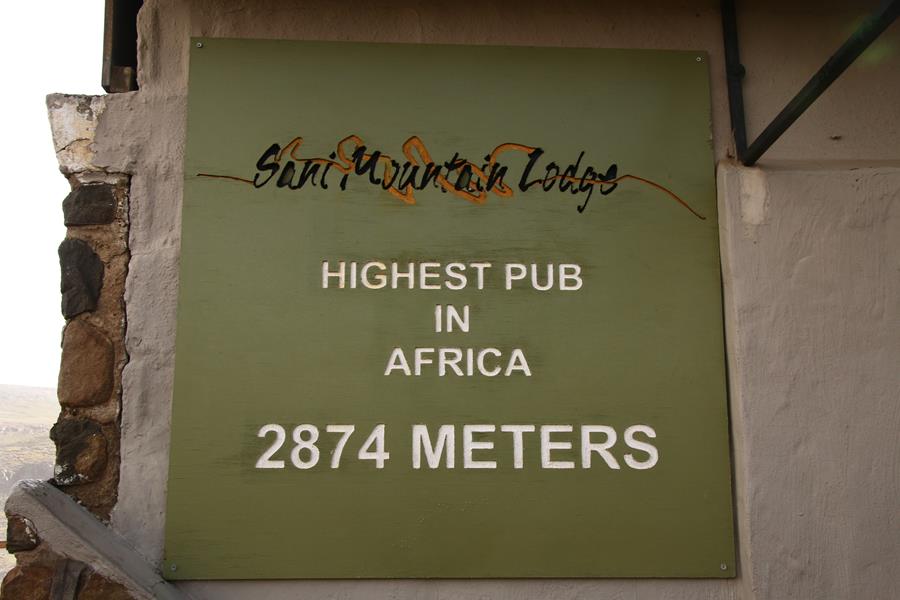 Sani Mountain Lodge
HIGHEST PUB
IN
AFRICA
2874 METERS